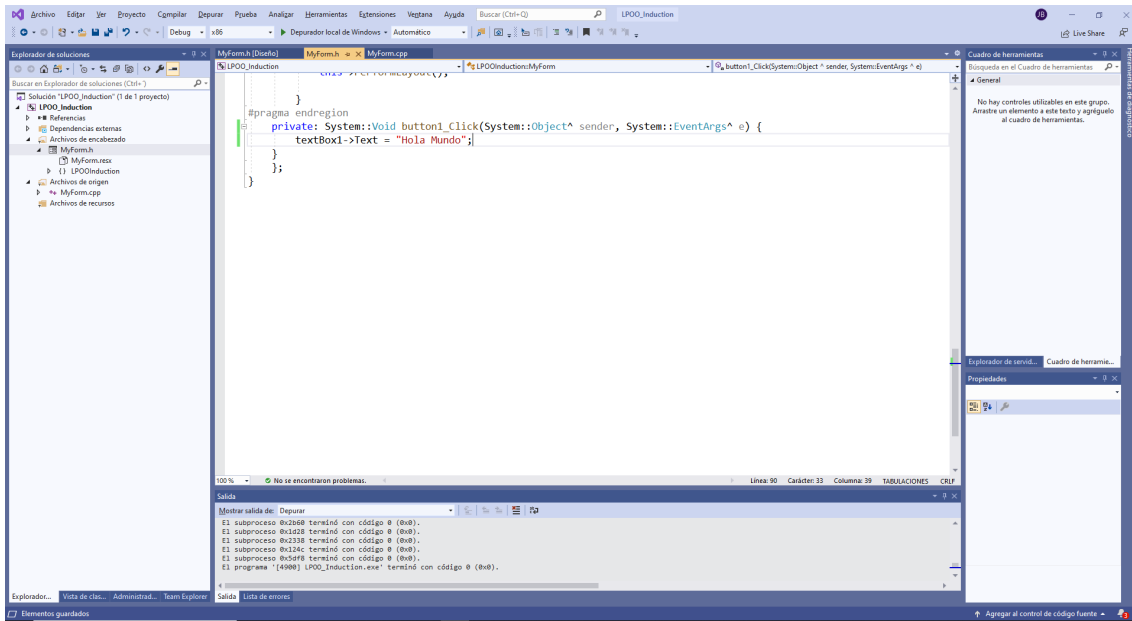 Archivo Editar Ver Proyecto Compilar Depurar Prueba Analizar Herramientas Extensiones Ventana Ayuda Buscar (Ctrl+Q) LPOO_Induction JB
Debug x86 Depurador local de Windows Automático Live Share
Explorador de soluciones
Buscar en Explorador de soluciones (Ctrl+´)
Solución "LPOO_Induction" (1 de 1 proyecto)
LPOO_Induction
Referencias
Dependencias externas
Archivos de encabezado
MyForm.h
MyForm.resx
{ } LPOOInduction
Archivos de origen
MyForm.cpp
Archivos de recursos
Explorador... Vista de clas... Administrad... Team Explorer
MyForm.h [Diseño] MyForm.h MyForm.cpp
LPOO_Induction LPOOInduction::MyForm button1_Click(System::Object ^ sender, System::EventArgs ^ e)
}
#pragma endregion
private: System::Void button1_Click(System::Object^ sender, System::EventArgs^ e) {
textBox1->Text = "Hola Mundo";
}
};
}
100 % No se encontraron problemas. Línea: 90 Carácter: 33 Columna: 39 TABULACIONES CRLF
Salida
Mostrar salida de: Depurar
El subproceso 0x2b60 terminó con código 0 (0x0).
El subproceso 0x1d28 terminó con código 0 (0x0).
El subproceso 0x2338 terminó con código 0 (0x0).
El subproceso 0x124c terminó con código 0 (0x0).
El subproceso 0x5df8 terminó con código 0 (0x0).
El programa '[4900] LPOO_Induction.exe' terminó con código 0 (0x0).
Salida Lista de errores
Cuadro de herramientas
Búsqueda en el Cuadro de herramientas
General
No hay controles utilizables en este grupo.
Arrastre un elemento a este texto y agréguelo
al cuadro de herramientas.
Explorador de servid... Cuadro de herramie...
Propiedades
Herramientas de diagnóstico
Elementos guardados Agregar al control de código fuente 3